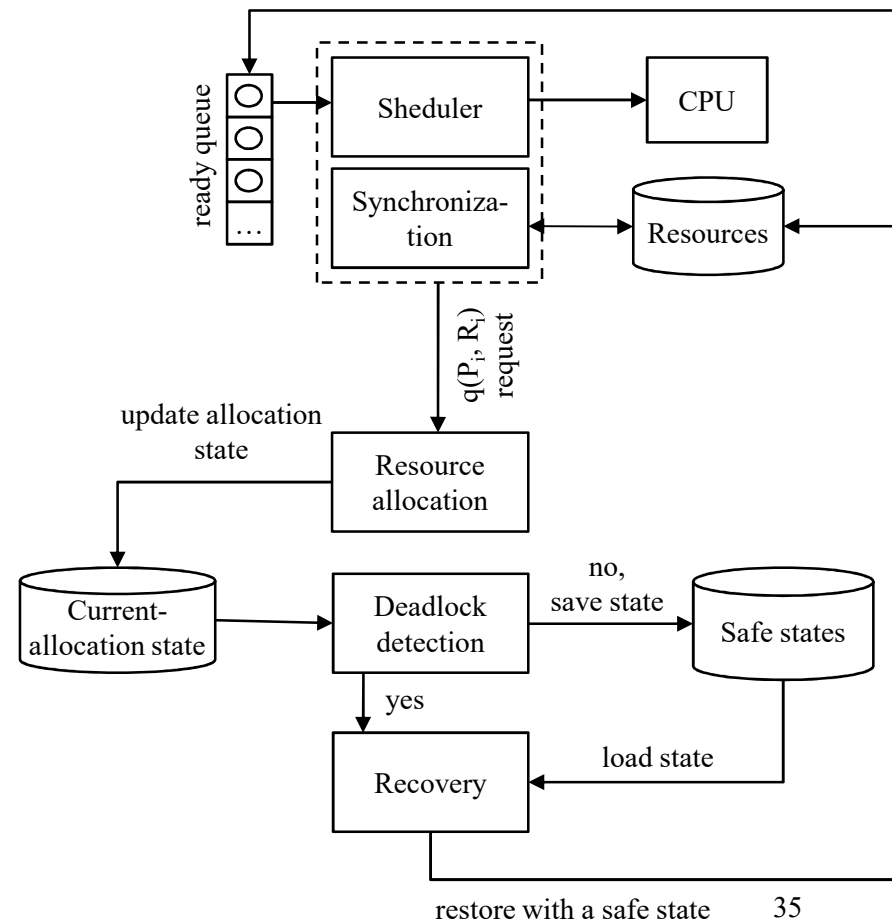 ready queue
…
Sheduler
CPU
Synchroniza-
tion
Resources
q(Pᵢ, Rᵢ)
request
update allocation
state
Resource
allocation
Current-
allocation state
Deadlock
detection
no,
save state
Safe states
yes
Recovery
load state
restore with a safe state
35